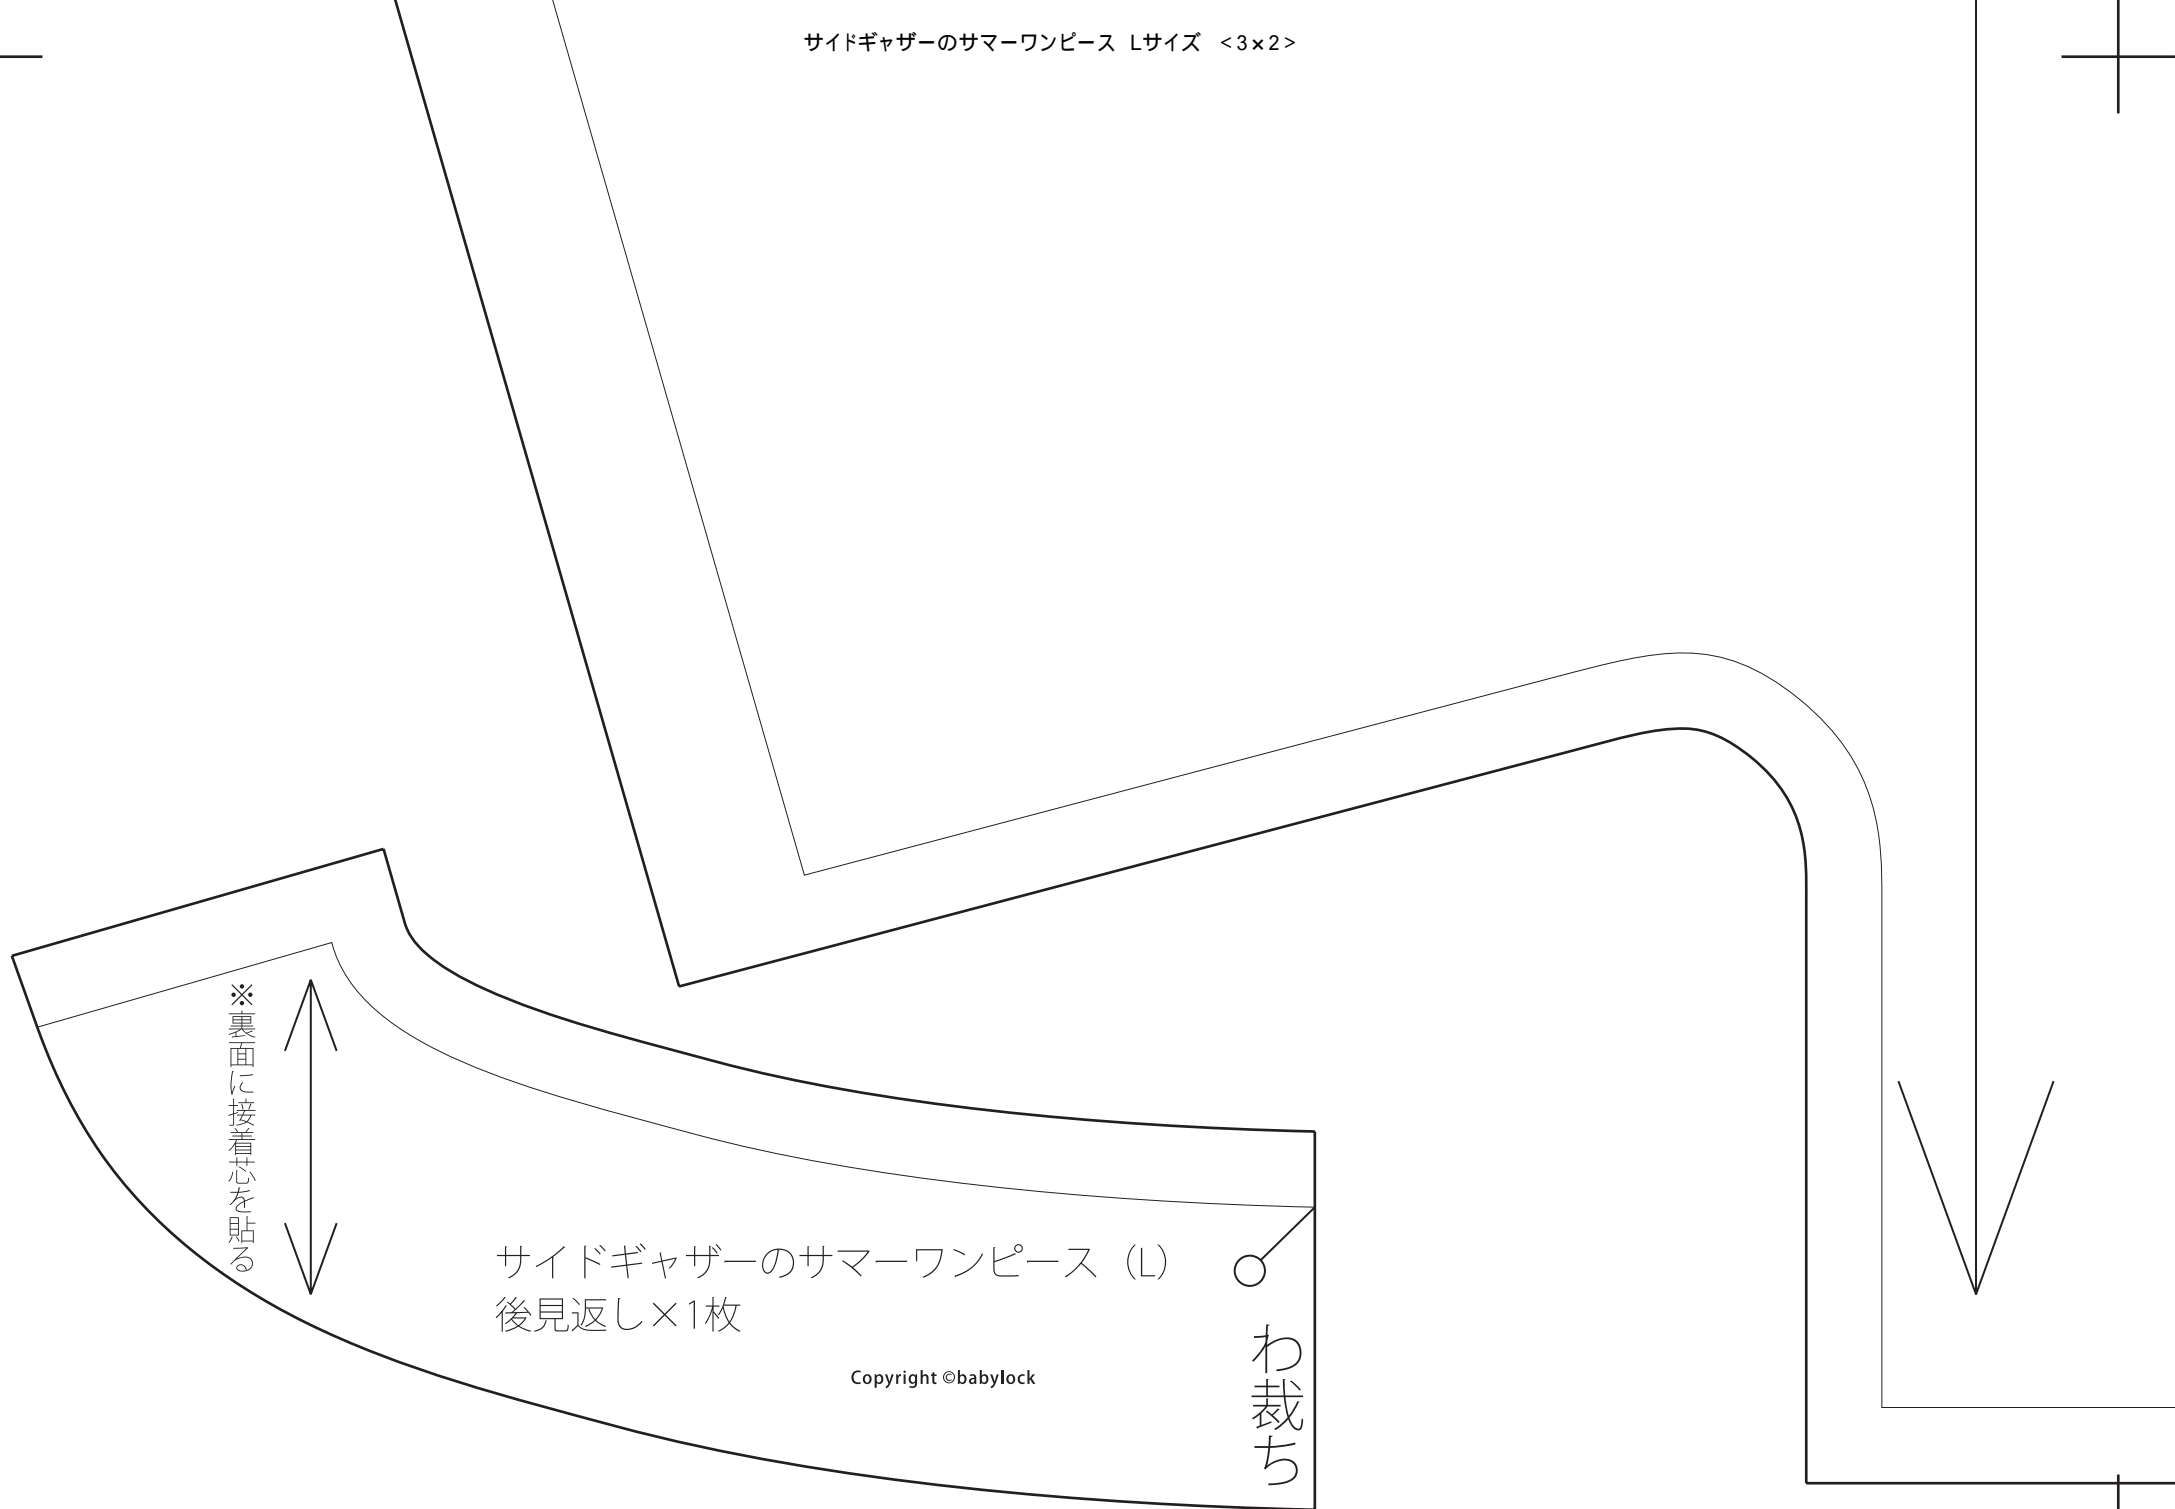 サイドギャザーのサマーワンピース Lサイズ <3×2>
※裏面に接着芯を貼る
サイドギャザーのサマーワンピース（L）
後見返し×1枚
わ裁ち
Copyright ©babylock